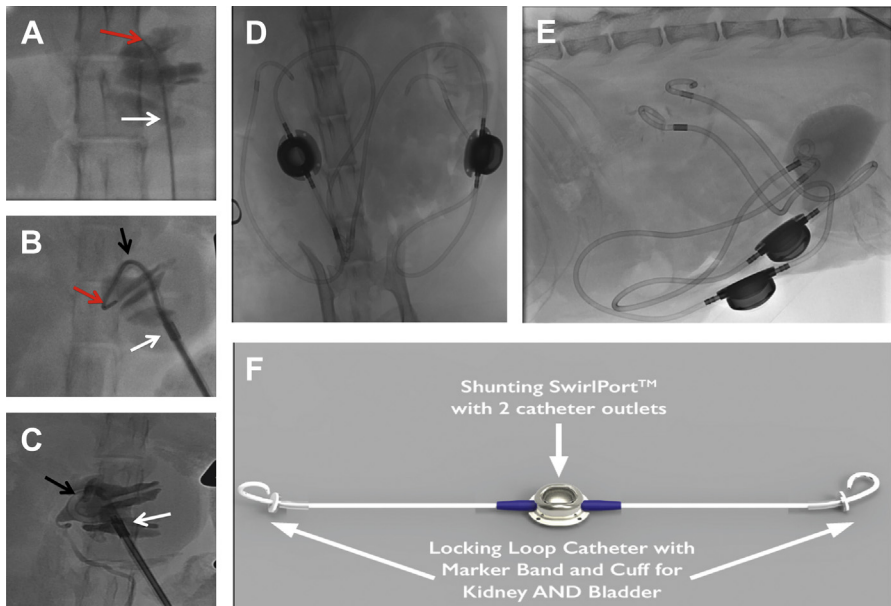 A
B
C
D
E
F
Shunting SwirlPort™
with 2 catheter outlets
Locking Loop Catheter with
Marker Band and Cuff for
Kidney AND Bladder